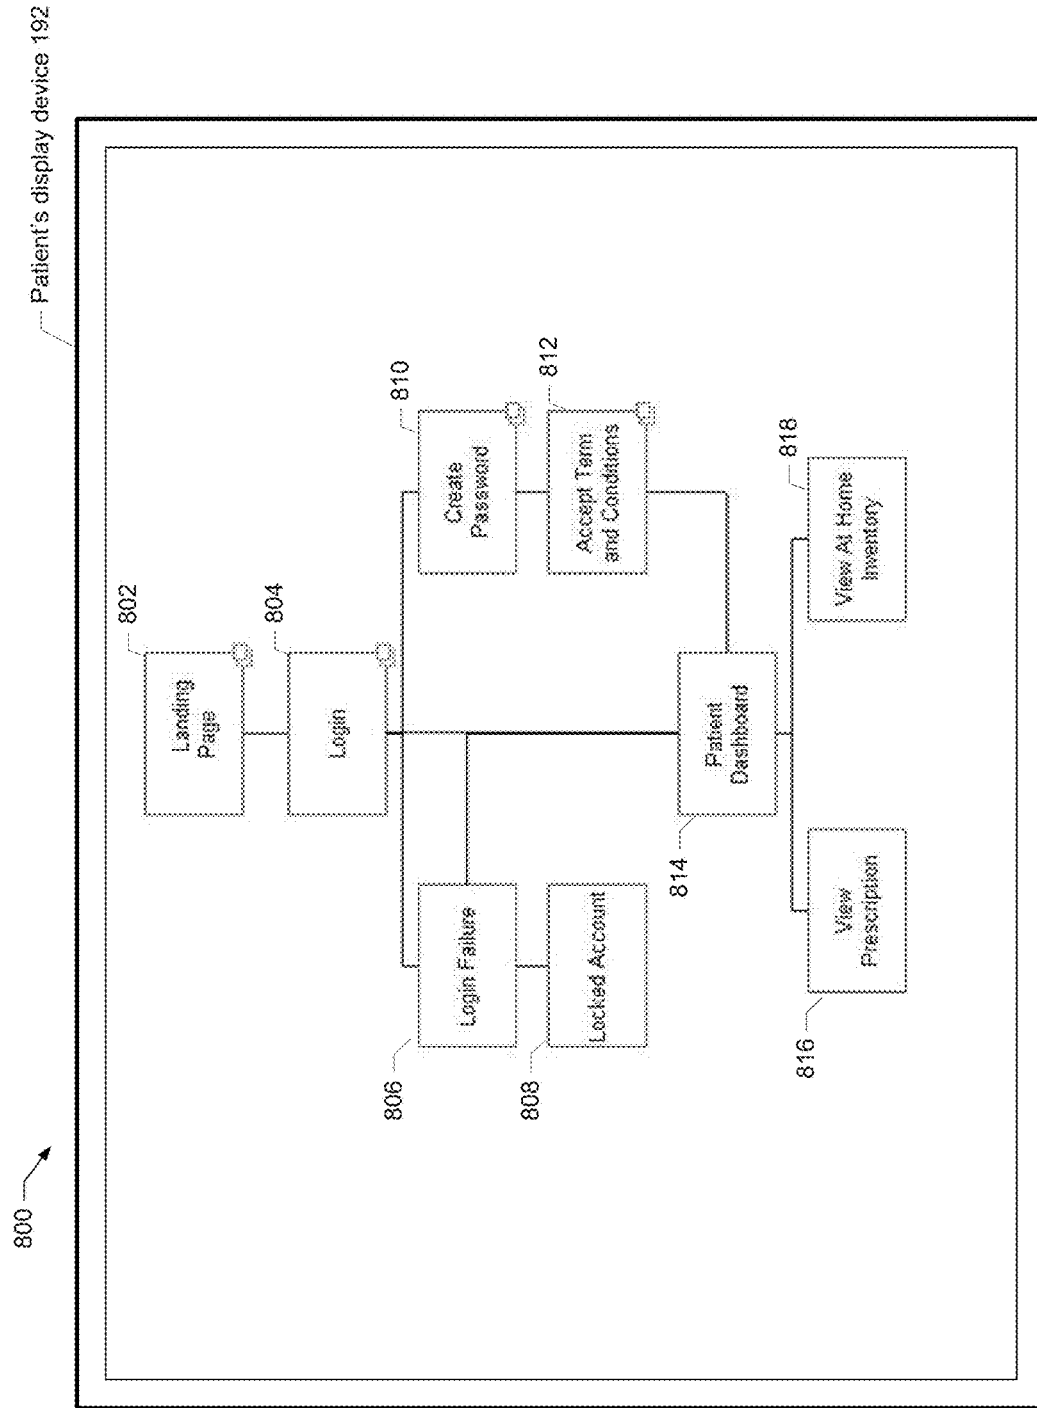 800
Patient's display device 192
802
Landing
Page
804
Login
806
Login Failure
810
Create
Password
808
Locked Account
812
Accept Term
and Conditions
814
Patient
Dashboard
816
View
Prescription
818
View At Home
Inventory